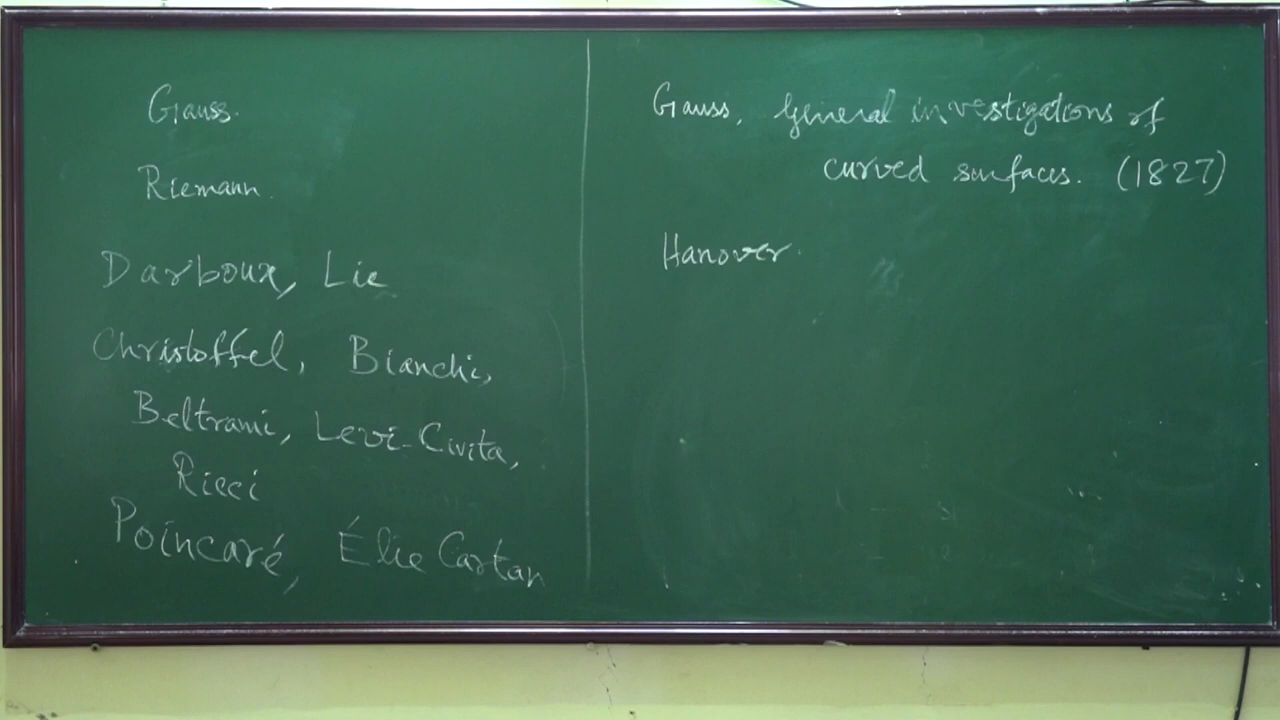 Gauss.
Riemann.
Darboux, Lie
Christoffel, Bianchi,
Beltrami, Levi-Civita,
Ricci
Poincaré, Élie Cartan
Gauss, General investigations of
curved surfaces. (1827)
Hanover.